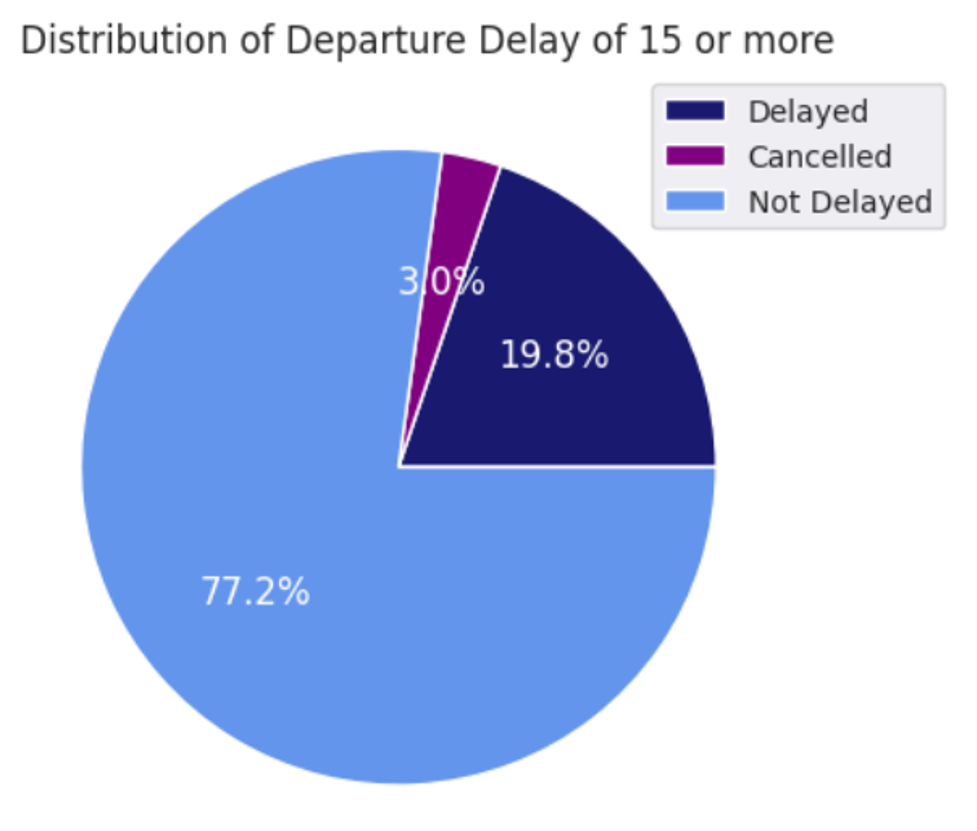 Distribution of Departure Delay of 15 or more
Delayed
Cancelled
Not Delayed
3.0%
19.8%
77.2%